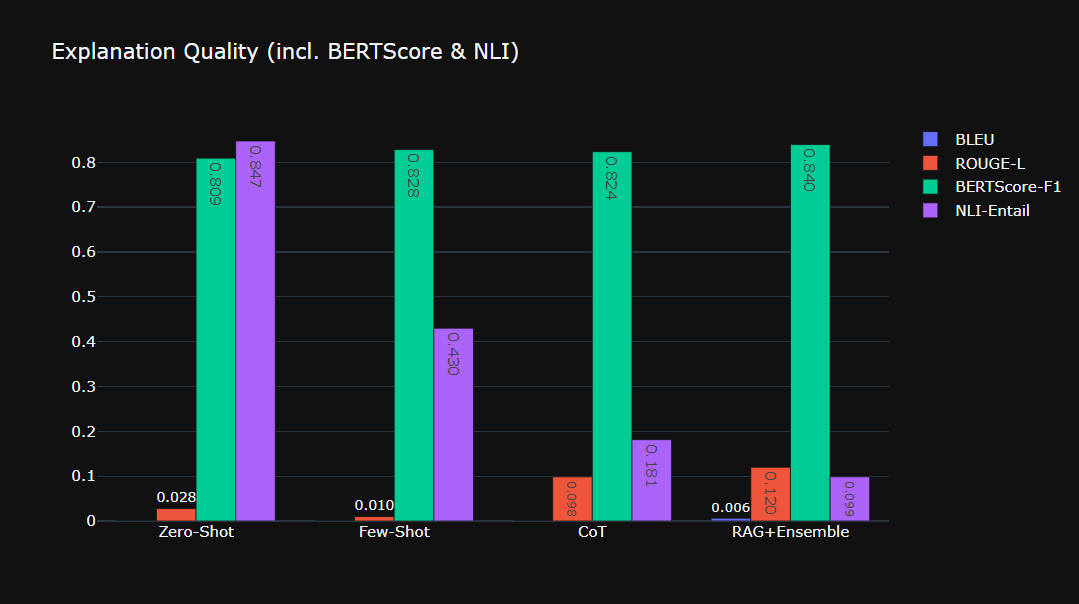 Explanation Quality (incl. BERTScore & NLI)
BLEU
ROUGE-L
BERTScore-F1
NLI-Entail
0.8
0.7
0.6
0.5
0.4
0.3
0.2
0.1
0
0.028
0.809
0.847
0.010
0.828
0.430
0.098
0.824
0.181
0.006
0.120
0.840
0.099
Zero-Shot
Few-Shot
CoT
RAG+Ensemble